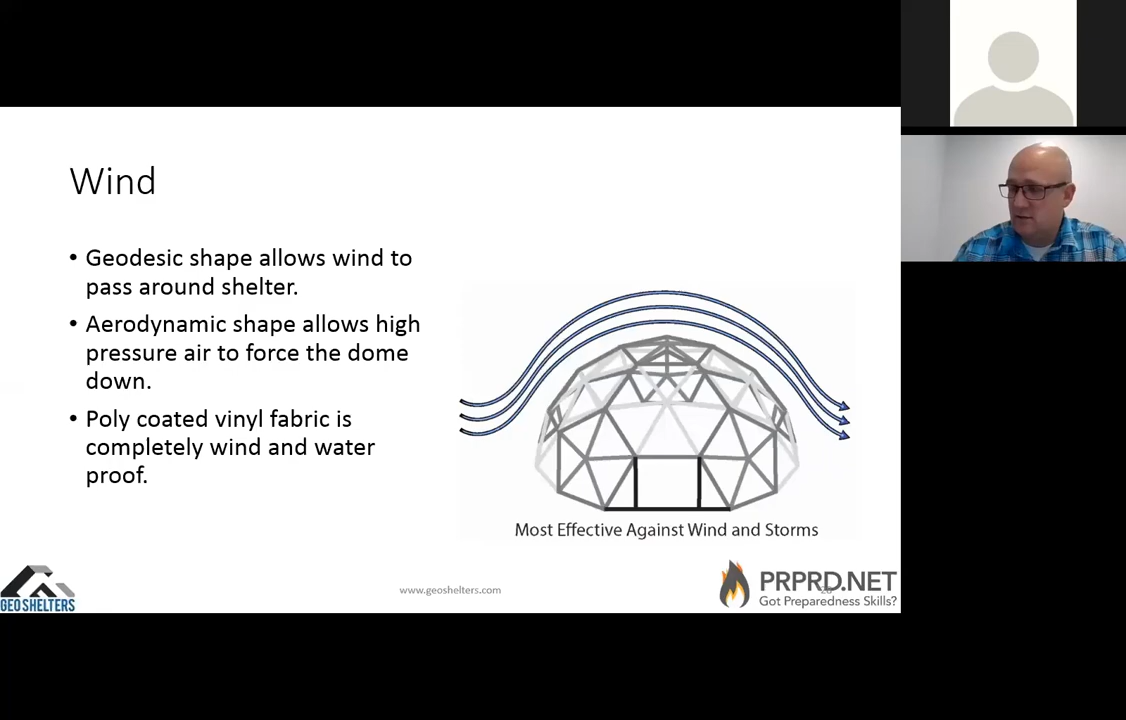 Wind
• Geodesic shape allows wind to
pass around shelter.
• Aerodynamic shape allows high
pressure air to force the dome
down.
• Poly coated vinyl fabric is
completely wind and water
proof.
Most Effective Against Wind and Storms
GEO SHELTERS
www.geoshelters.com
PRPRD.NET
Got Preparedness Skills?